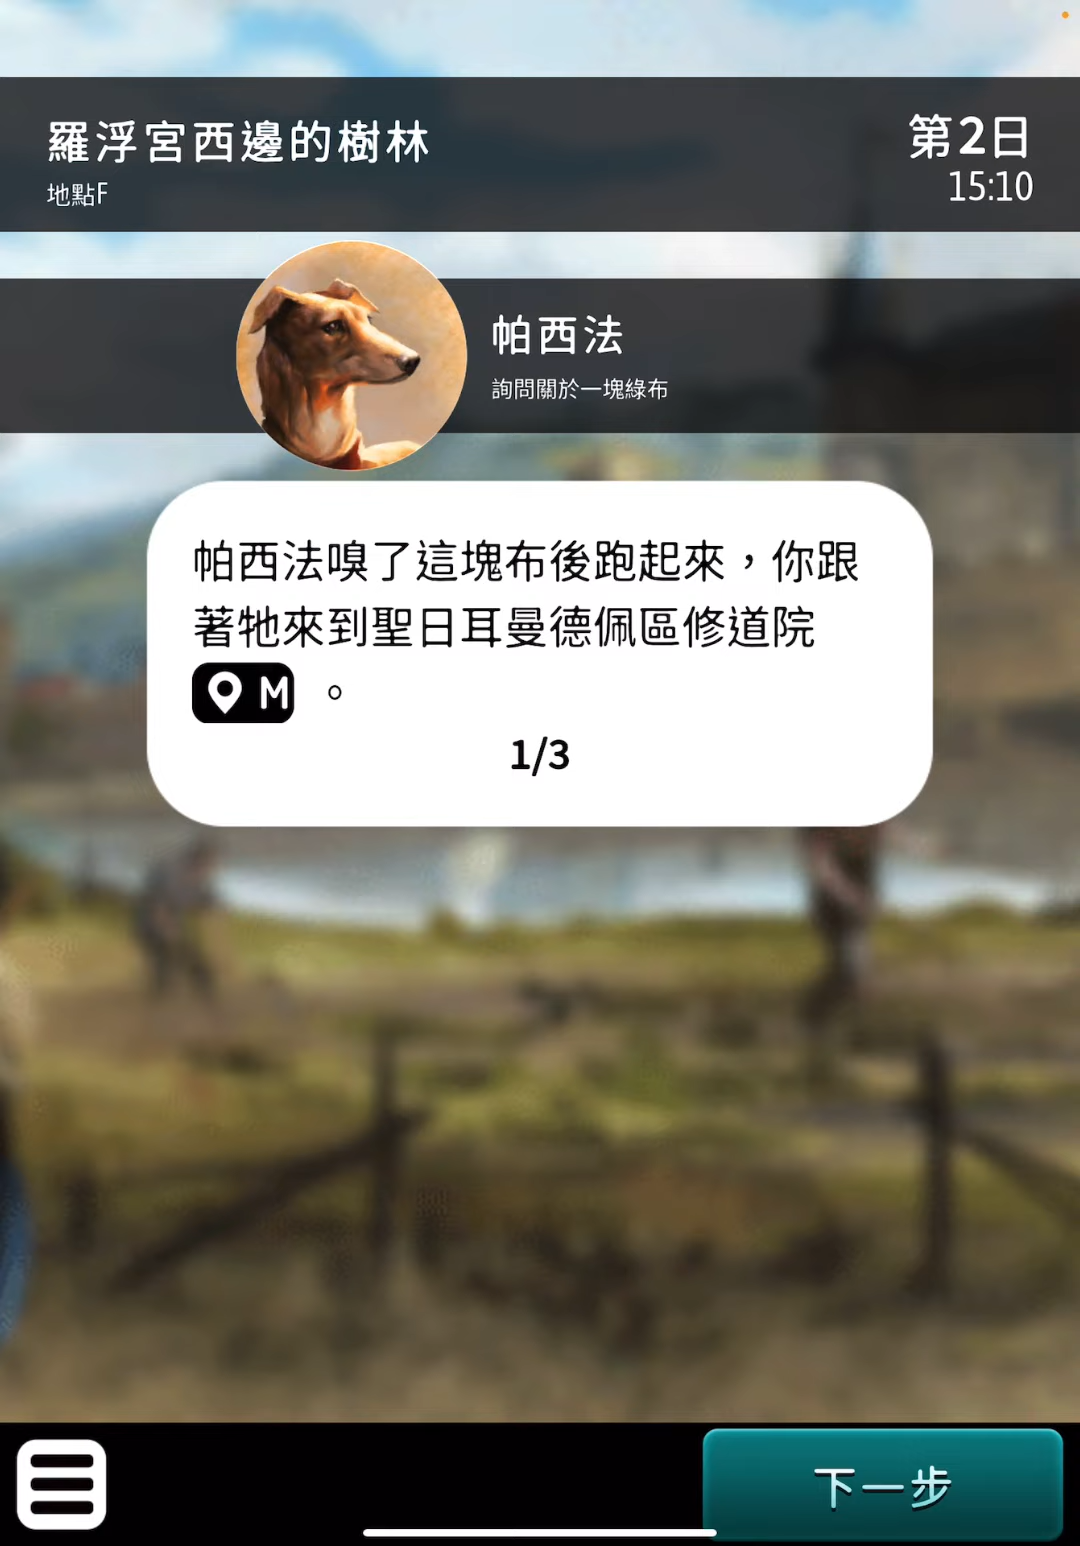 羅浮宮西邊的樹林
地點F
第2日
15:10
帕西法
詢問關於一塊綠布
帕西法嗅了這塊布後跑起來，你跟
著牠來到聖日耳曼德佩區修道院
M 。
1/3
下一步